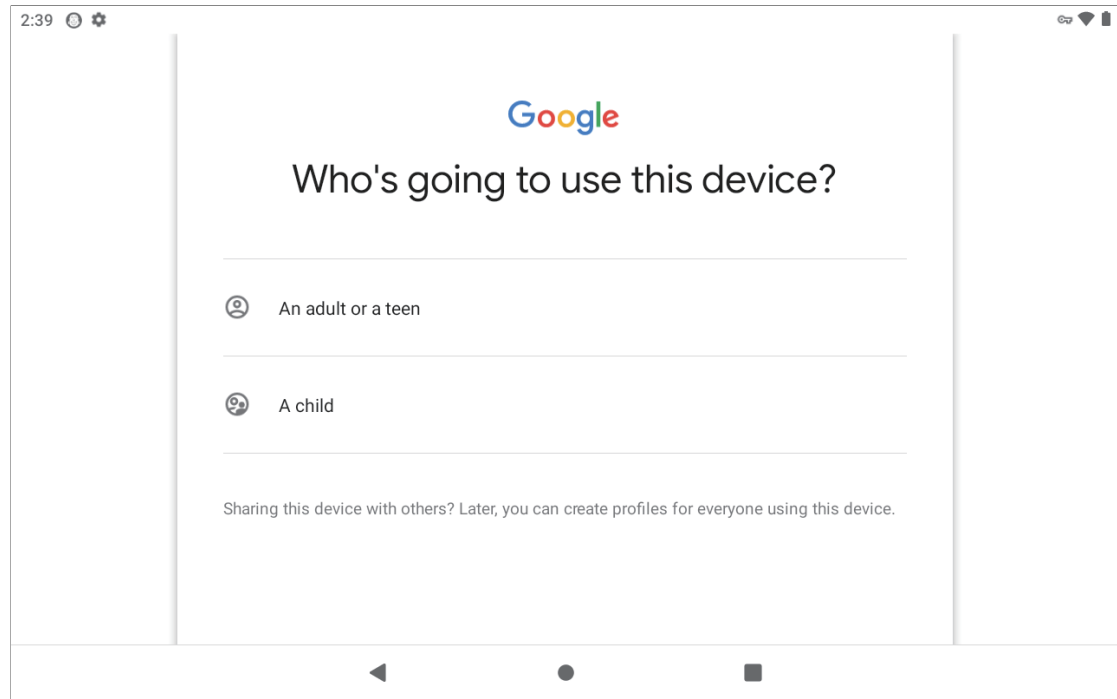 2:39
Google
Who's going to use this device?
An adult or a teen
A child
Sharing this device with others? Later, you can create profiles for everyone using this device.